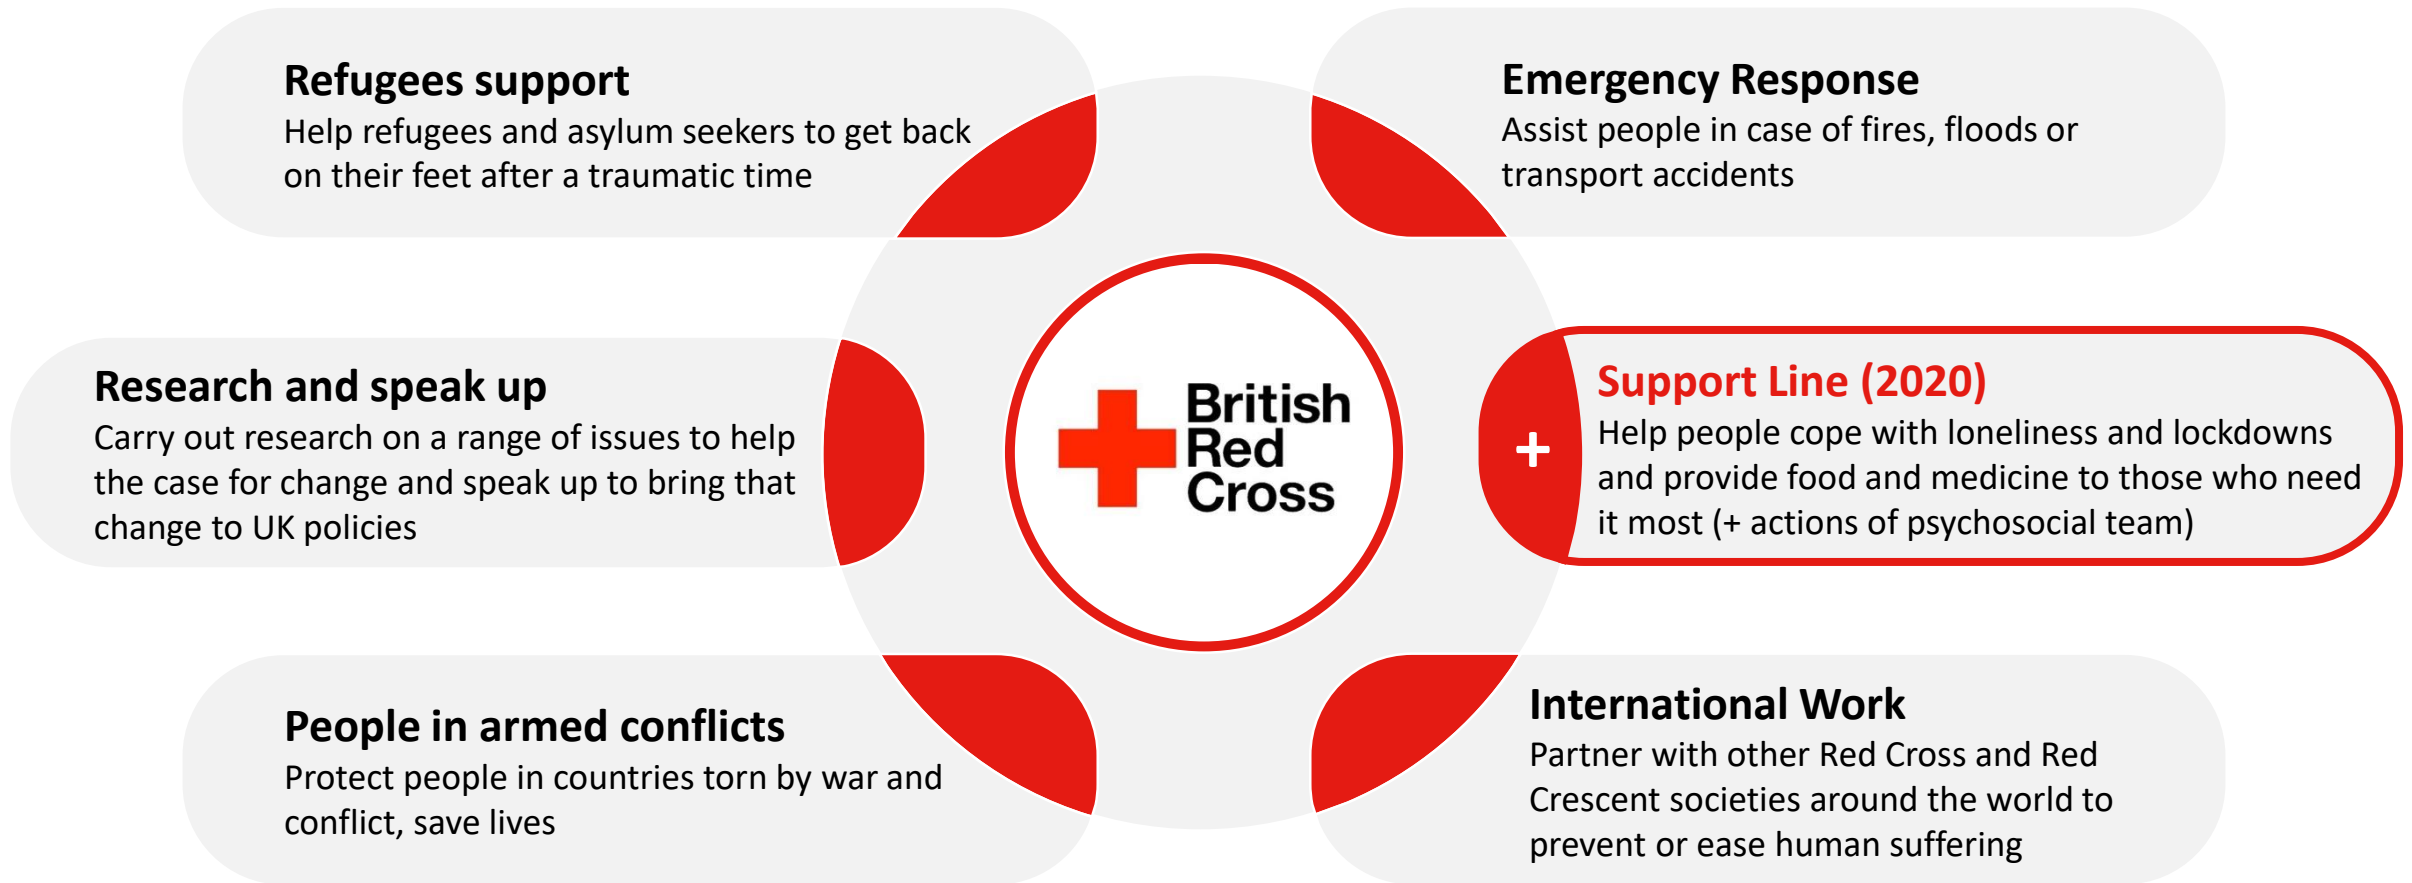 Refugees support
Help refugees and asylum seekers to get back
on their feet after a traumatic time
Emergency Response
Assist people in case of fires, floods or
transport accidents
Research and speak up
Carry out research on a range of issues to help
the case for change and speak up to bring that
change to UK policies
British
Red
Cross
+
Support Line (2020)
Help people cope with loneliness and lockdowns
and provide food and medicine to those who need
it most (+ actions of psychosocial team)
People in armed conflicts
Protect people in countries torn by war and
conflict, save lives
International Work
Partner with other Red Cross and Red
Crescent societies around the world to
prevent or ease human suffering